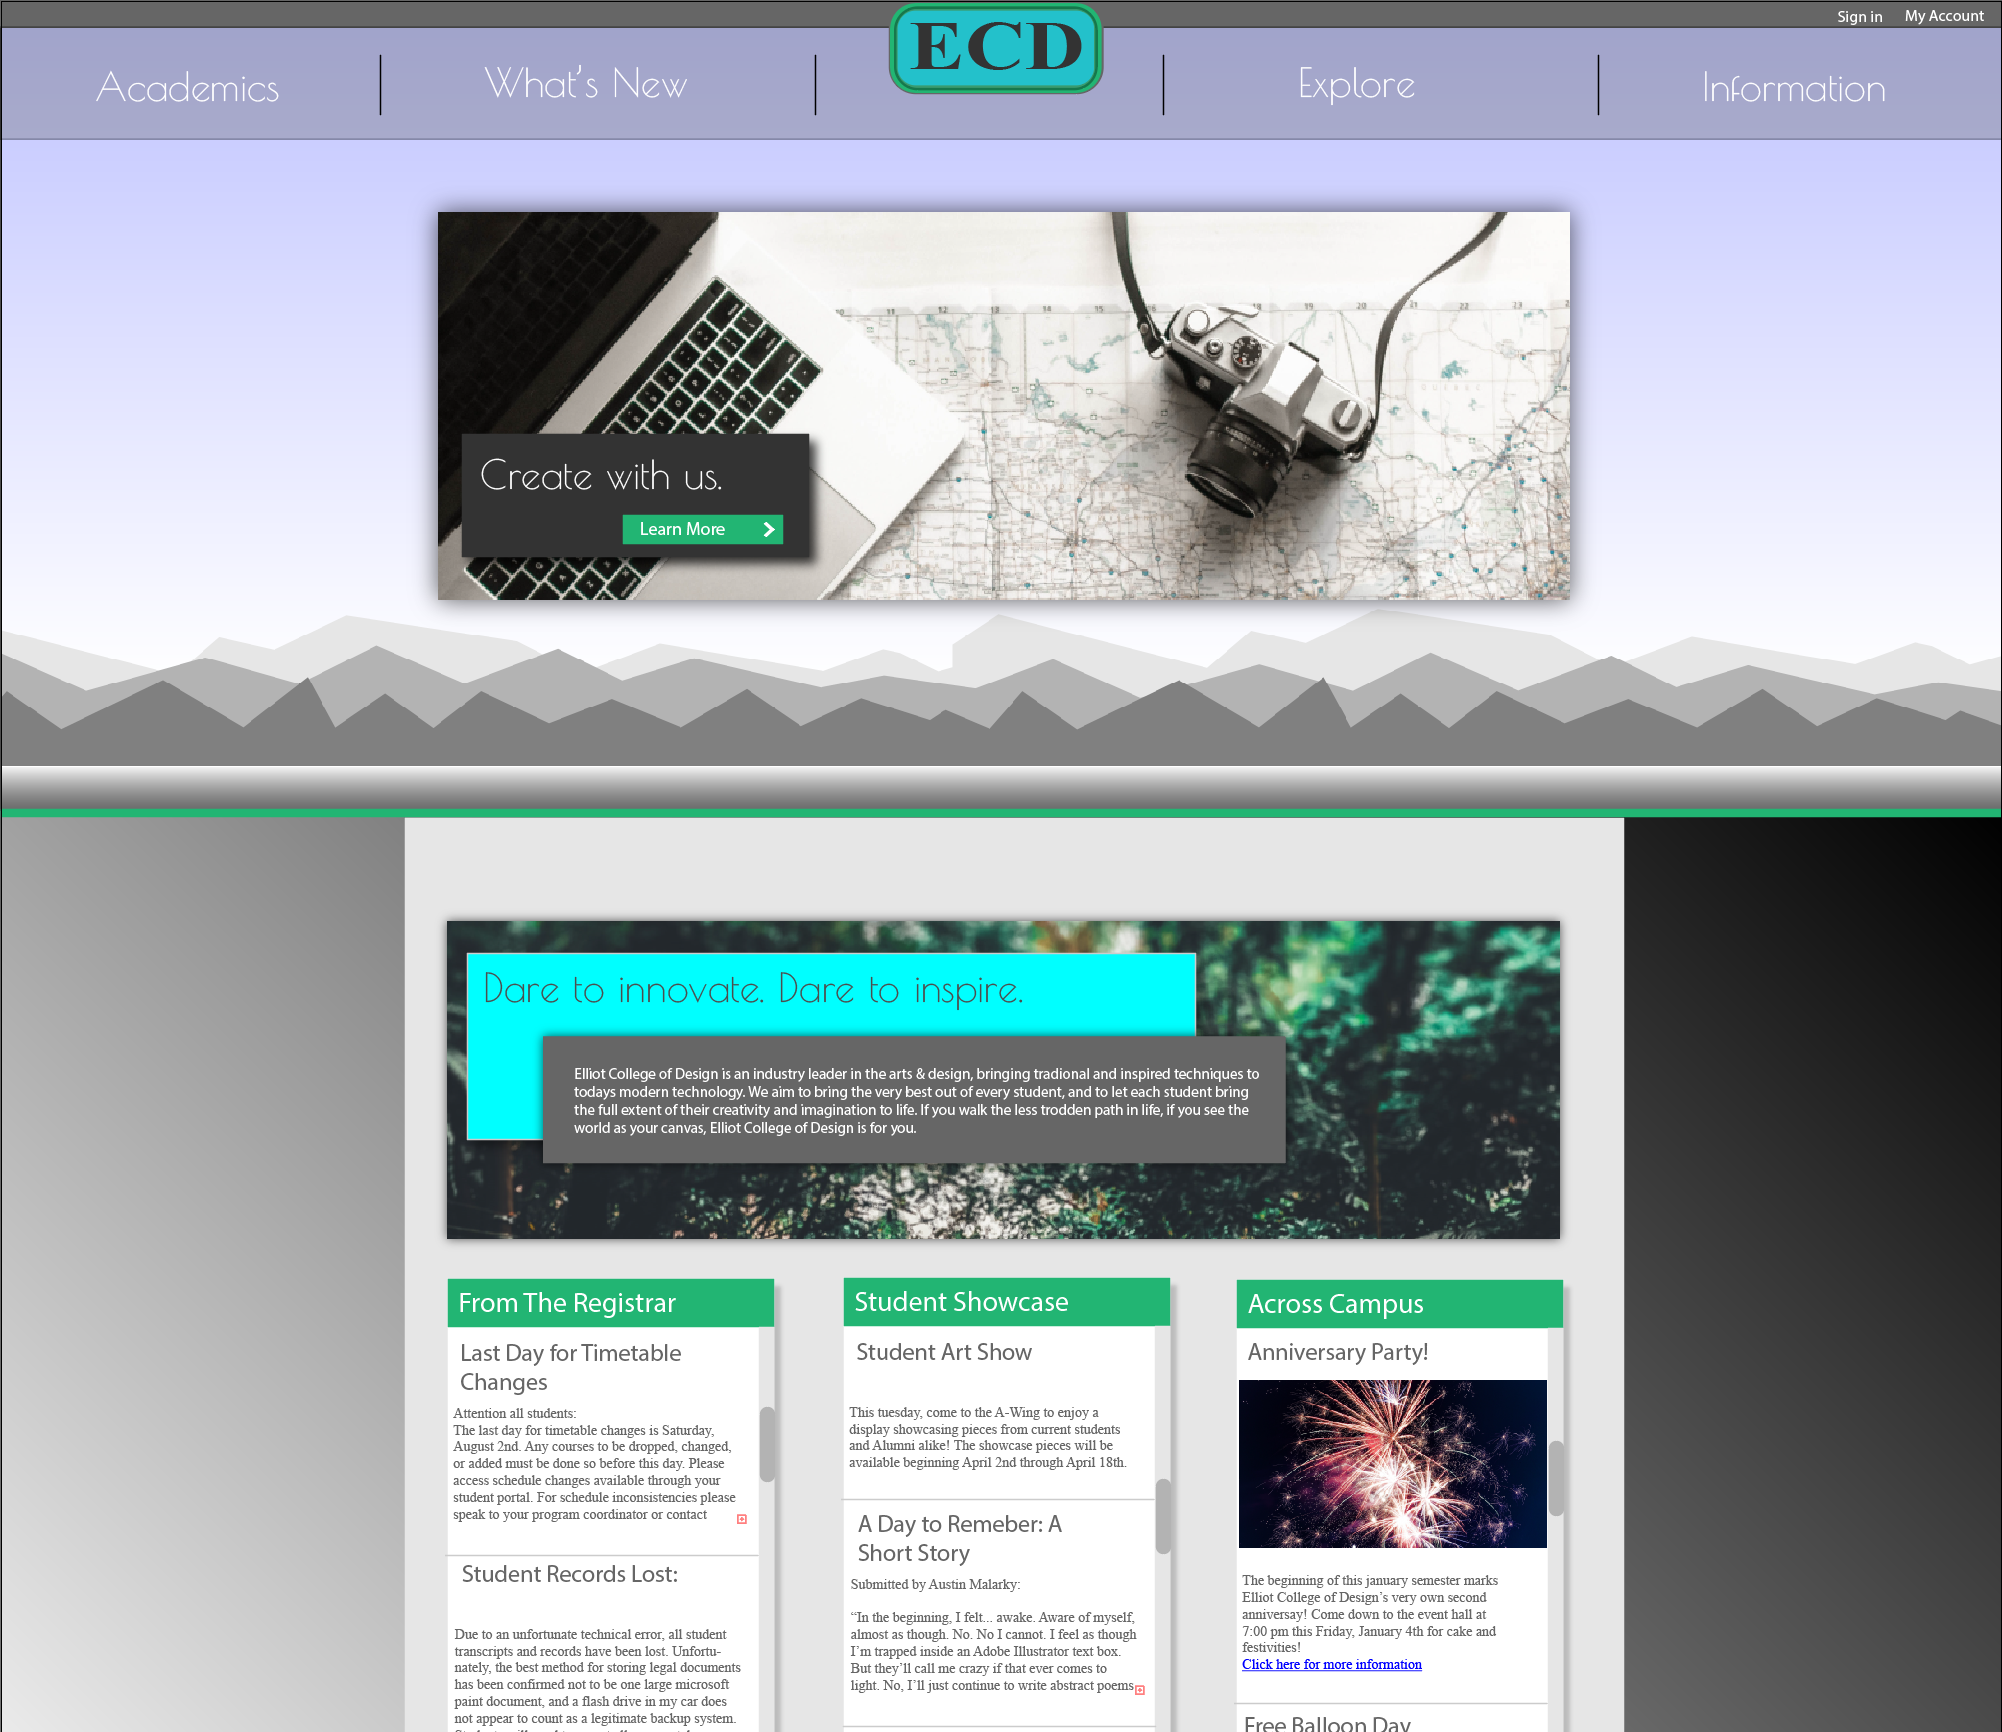 Sign in My Account
ECD
Academics What's New Explore Information
11 12 13 14 15 18 19 20 21 22 23
QUEBEC
Create with us.
Learn More
Dare to innovate. Dare to inspire.
Elliot College of Design is an industry leader in the arts & design, bringing tradional and inspired techniques to
todays modern technology. We aim to bring the very best out of every student, and to let each student bring
the full extent of their creativity and imagination to life. If you walk the less trodden path in life, if you see the
world as your canvas, Elliot College of Design is for you.
From The Registrar
Last Day for Timetable
Changes
Attention all students:
The last day for timetable changes is Saturday,
August 2nd. Any courses to be dropped, changed,
or added must be done so before this day. Please
access schedule changes available through your
student portal. For schedule inconsistencies please
speak to your program coordinator or contact
Student Records Lost:
Due to an unfortunate technical error, all student
transcripts and records have been lost. Unfortu-
nately, the best method for storing legal documents
has been confirmed not to be one large microsoft
paint document, and a flash drive in my car does
not appear to count as a legitimate backup system.
Student Showcase
Student Art Show
This tuesday, come to the A-Wing to enjoy a
display showcasing pieces from current students
and Alumni alike! The showcase pieces will be
available beginning April 2nd through April 18th.
A Day to Remeber: A
Short Story
Submitted by Austin Malarky:
“In the beginning, I felt... awake. Aware of myself,
almost as though. No. No I cannot. I feel as though
I’m trapped inside an Adobe Illustrator text box.
But they’ll call me crazy if that ever comes to
light. No, I’ll just continue to write abstract poems
Across Campus
Anniversary Party!
The beginning of this january semester marks
Elliot College of Design’s very own second
anniversay! Come down to the event hall at
7:00 pm this Friday, January 4th for cake and
festivities!
Click here for more information
Free Balloon Day